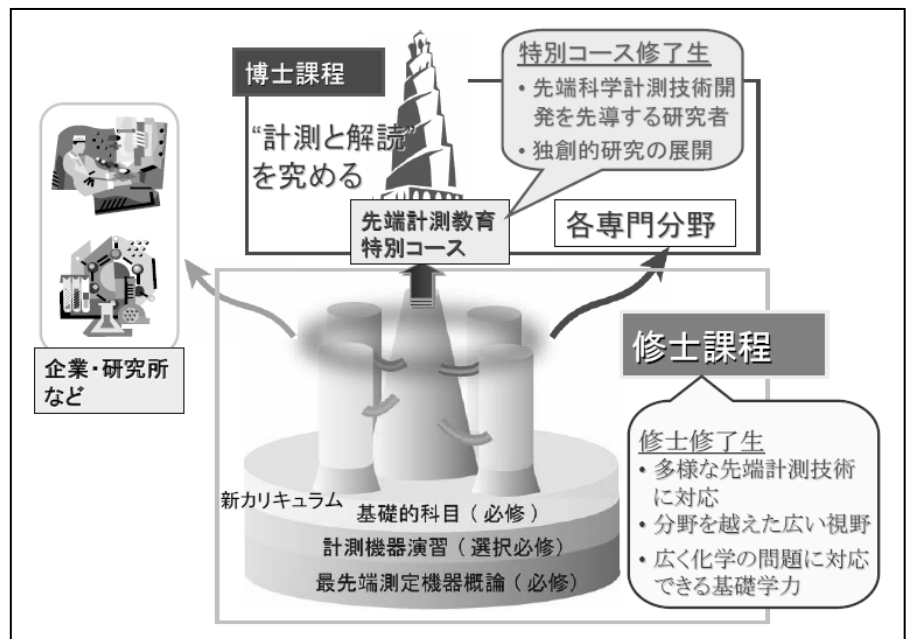 博士課程
“計測と解読”
を究める
特別コース修了生
・先端科学計測技術開
発を先導する研究者
・独創的研究の展開
先端計測教育
特別コース
各専門分野
企業・研究所
など
修士課程
修士修了生
・多様な先端計測技術
に対応
・分野を越えた広い視野
・広く化学の問題に対応
できる基礎学力
新カリキュラム
基礎的科目（必修）
計測機器演習（選択必修）
最先端測定機器概論（必修）